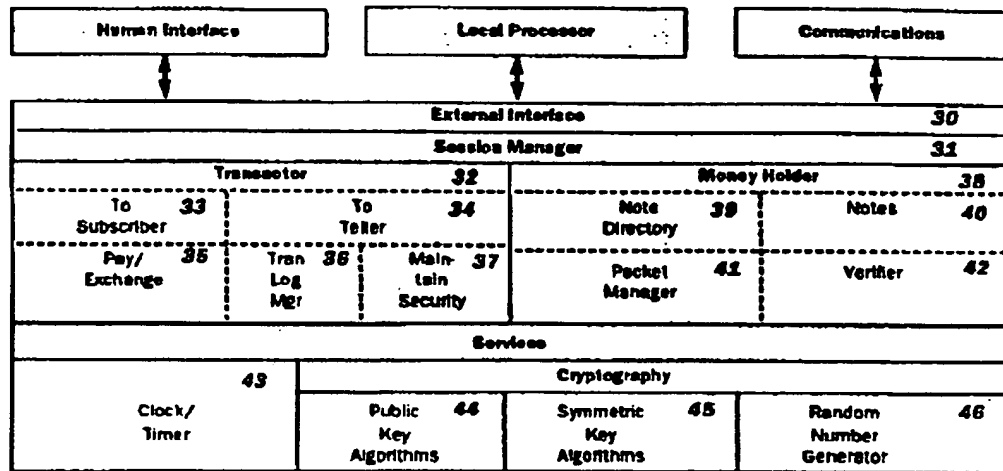 Human Interface
Local Processor
Communications
External Interface 30
Session Manager 31
Transactor 32
Money Holder 38
To Subscriber 33
To Teller 34
Note Directory 39
Notes 40
Pay/ Exchange 35
Tran Log Mgr 36
Main- tain Security 37
Packet Manager 41
Verifier 42
Services
43
Clock/ Timer
Cryptography
Public Key Algorithms 44
Symmetric Key Algorithms 45
Random Number Generator 46